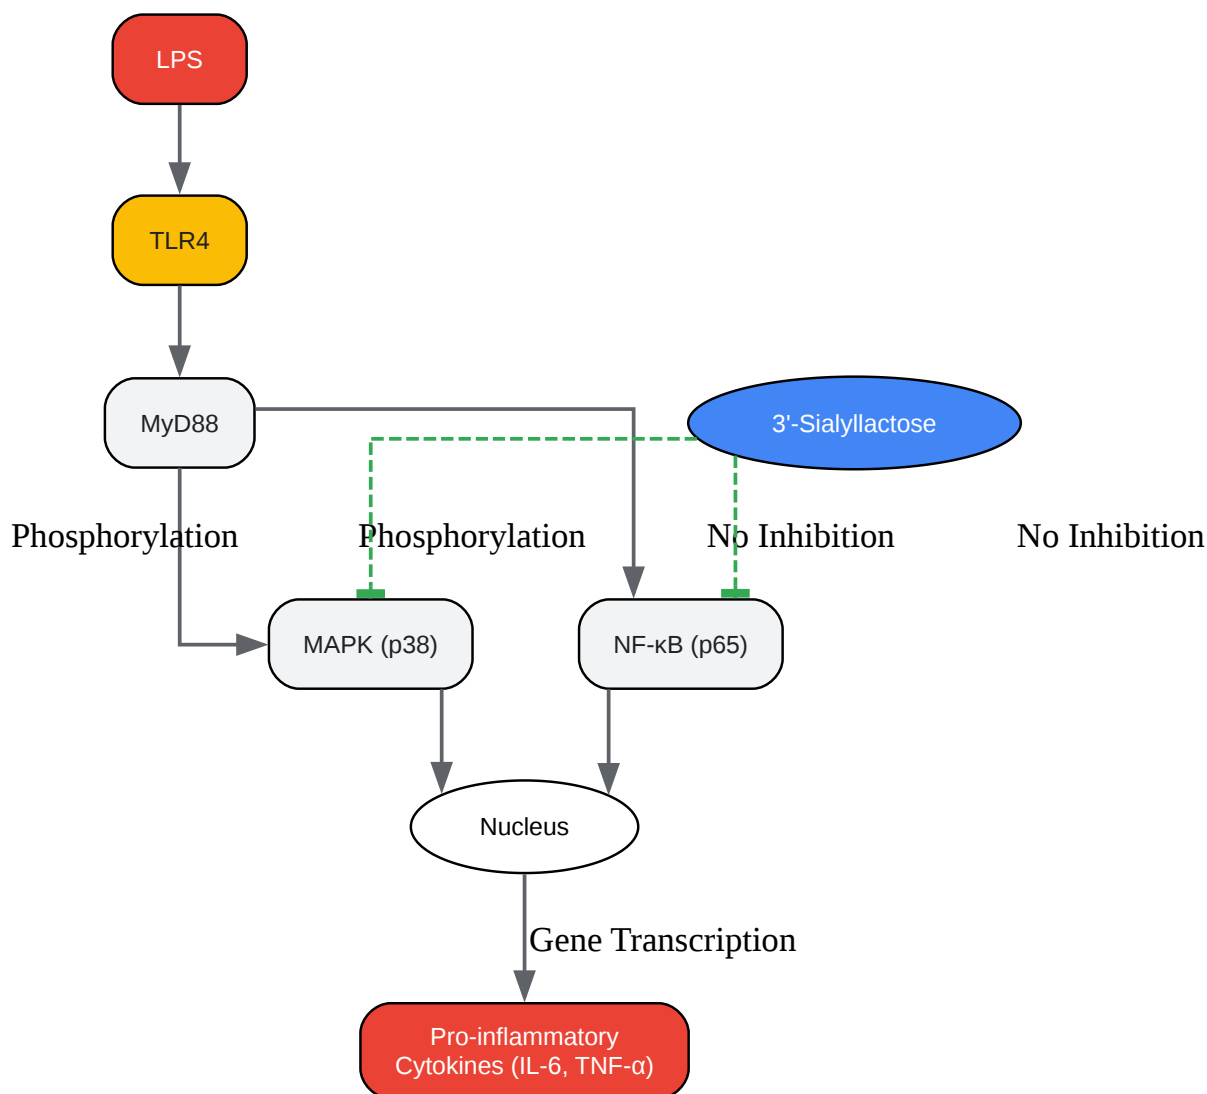 LPS
TLR4
MyD88
3'-Sialyllactose
Phosphorylation
Phosphorylation
No Inhibition
No Inhibition
MAPK (p38)
NF-κB (p65)
Nucleus
Gene Transcription
Pro-inflammatory
Cytokines (IL-6, TNF-α)